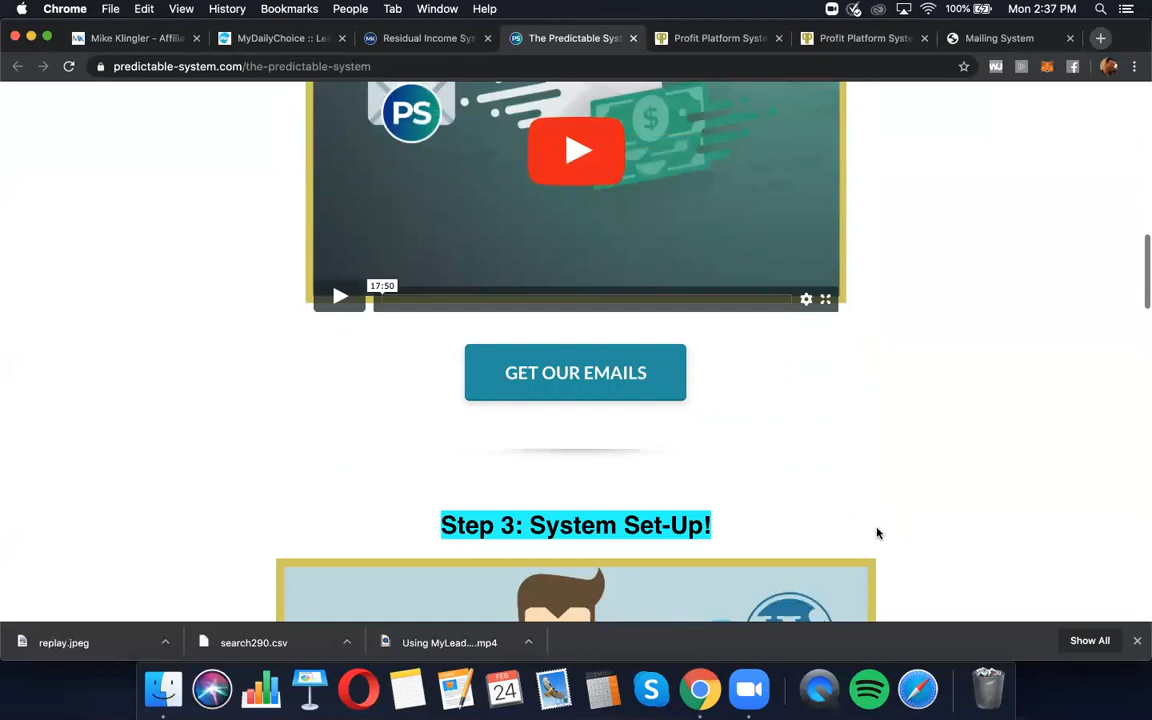 Chrome File Edit View History Bookmarks People Tab Window Help 100% Mon 2:37 PM
Mike Klingler - Affilia MyDailyChoice :: Lea Residual Income Sys The Predictable Syst Profit Platform Syste Profit Platform Syste Mailing System
predictable-system.com/the-predictable-system
PS
17:50
GET OUR EMAILS
Step 3: System Set-Up!
replay.jpeg search290.csv Using MyLead....mp4 Show All
FEB
24